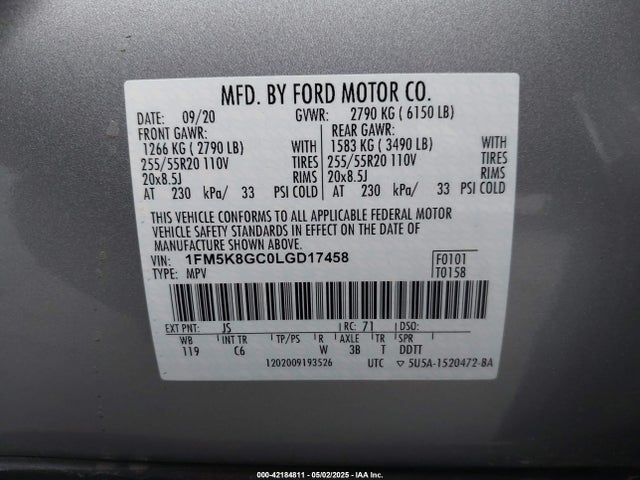 MFD. BY FORD MOTOR CO.
DATE: 09/20 GVWR: 2790 KG ( 6150 LB)
FRONT GAWR: REAR GAWR:
1266 KG ( 2790 LB) WITH 1583 KG ( 3490 LB) WITH
255/55R20 110V TIRES 255/55R20 110V TIRES
20x8.5J RIMS 20x8.5J RIMS
AT 230 kPa/ 33 PSI COLD AT 230 kPa/ 33 PSI COLD
THIS VEHICLE CONFORMS TO ALL APPLICABLE FEDERAL MOTOR
VEHICLE SAFETY STANDARDS IN EFFECT ON THE DATE OF
MANUFACTURE SHOWN ABOVE.
VIN: 1FM5K8GC0LGD17458 F0101
TYPE: MPV T0158
EXT PNT: JS RC: 71 DSO:
WB INT TR TP/PS R AXLE TR SPR
119 C6 W 3B T DDTT
1202009193526 UTC ▽ 5U5A-1520472-BA
000-42184811 - 05/02/2025 - IAA Inc.